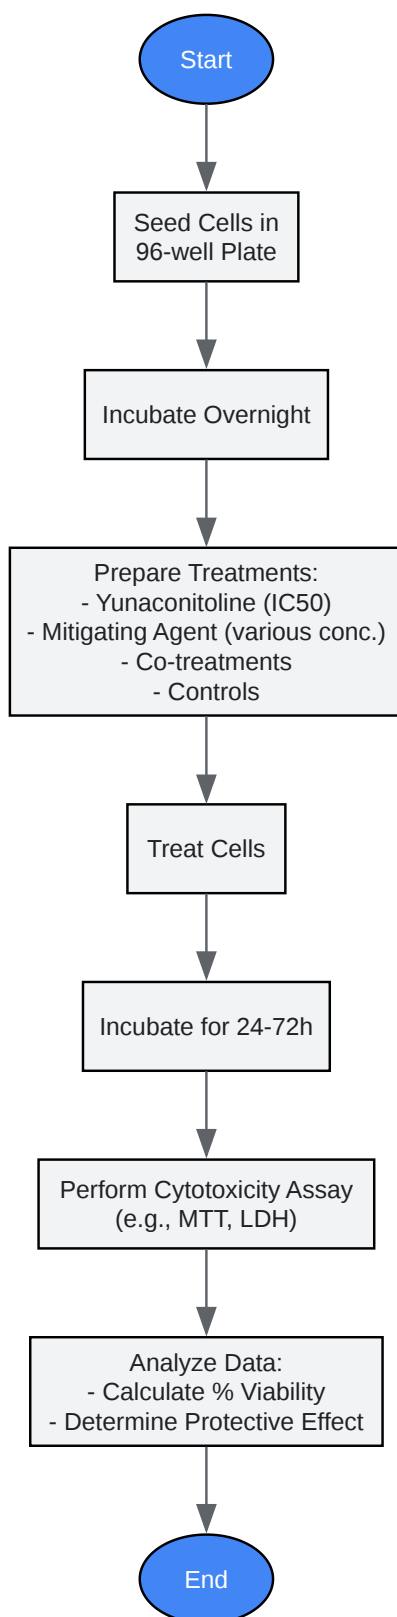 Start
Seed Cells in
96-well Plate
Incubate Overnight
Prepare Treatments:
- Yunaconitoline (IC50)
- Mitigating Agent (various conc.)
- Co-treatments
- Controls
Treat Cells
Incubate for 24-72h
Perform Cytotoxicity Assay
(e.g., MTT, LDH)
Analyze Data:
- Calculate % Viability
- Determine Protective Effect
End